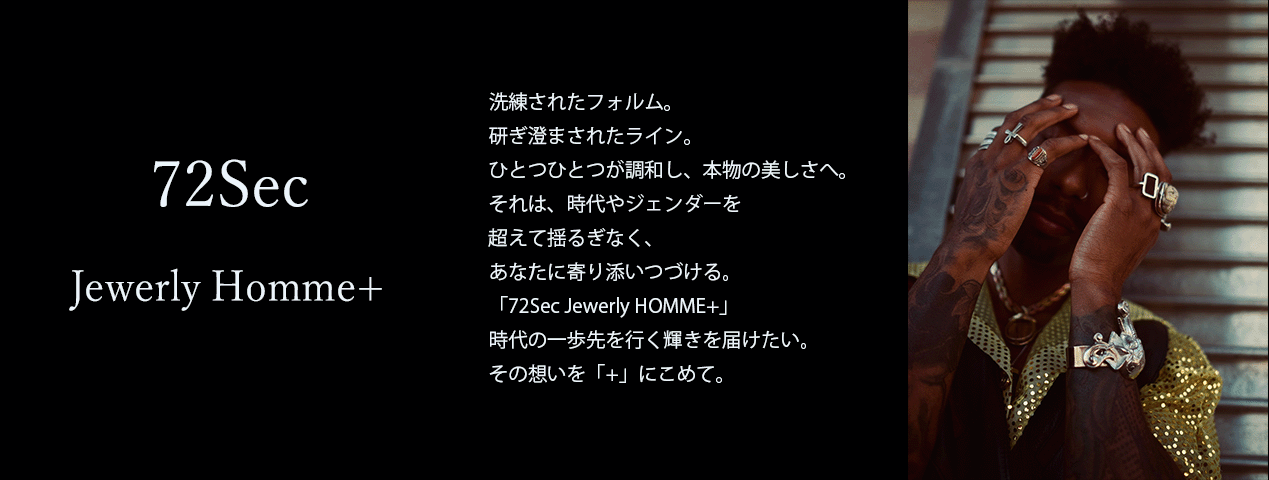 72Sec
Jewerly Homme+
洗練されたフォルム。
研ぎ澄まされたライン。
ひとつひとつが調和し、本物の美しさへ。
それは、時代やジェンダーを
超えて揺るぎなく、
あなたに寄り添いつづける。
「72Sec Jewerly HOMME+」
時代の一歩先を行く輝きを届けたい。
その想いを「+」にこめて。